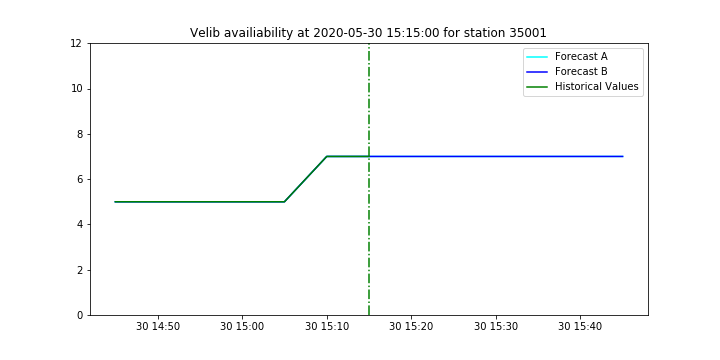 Velib availiability at 2020-05-30 15:15:00 for station 35001
12
10
8
6
4
2
0
Forecast A
Forecast B
Historical Values
30 14:50 30 15:00 30 15:10 30 15:20 30 15:30 30 15:40